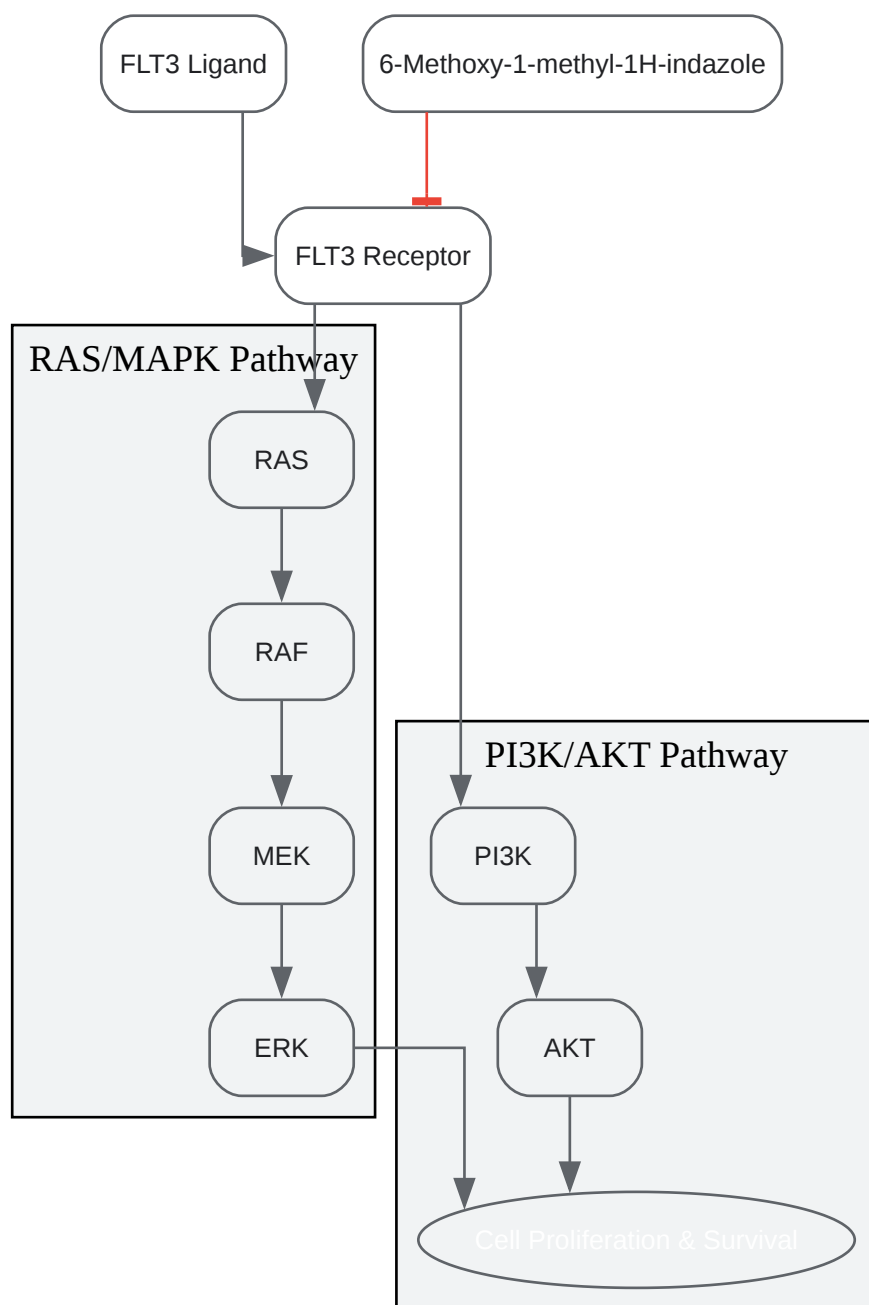 FLT3 Ligand
6-Methoxy-1-methyl-1H-indazole
FLT3 Receptor
RAS/MAPK Pathway
RAS
RAF
PI3K/AKT Pathway
MEK
PI3K
ERK
AKT
Cell Proliferation & Survival